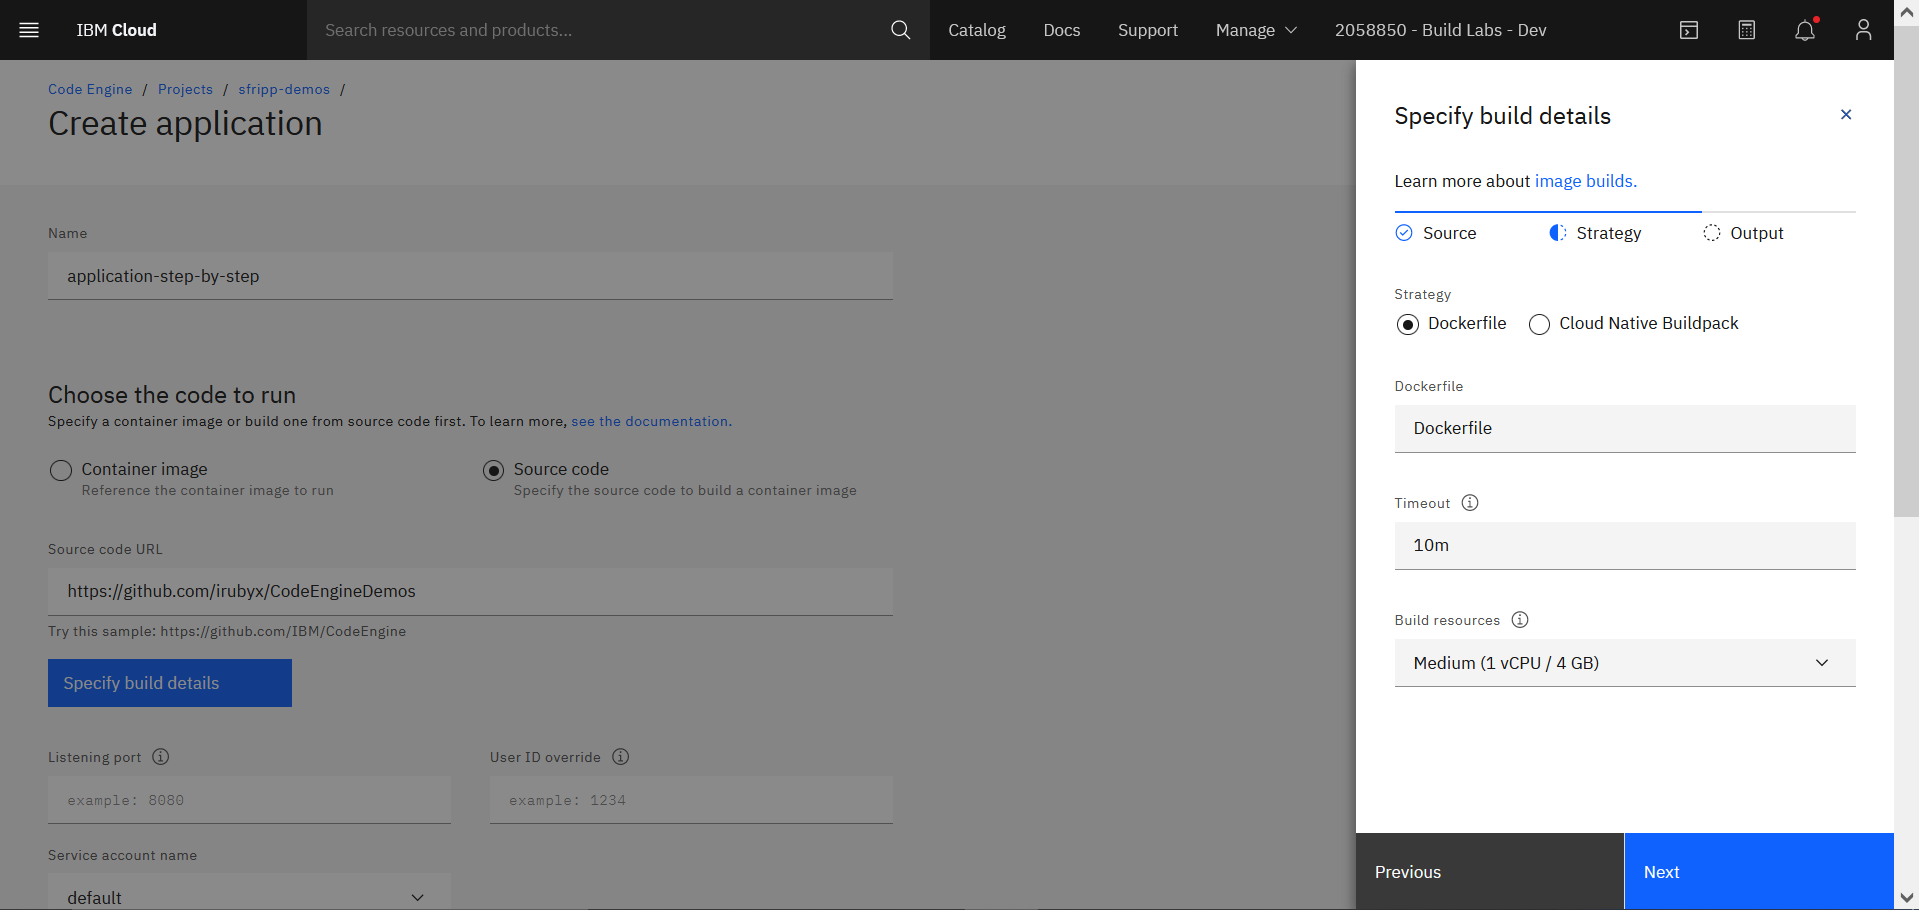 IBM Cloud
Search resources and products...
Catalog
Docs
Support
Manage
2058850 - Build Labs - Dev
Code Engine / Projects / sfripp-demos /
Create application
Name
application-step-by-step
Choose the code to run
Specify a container image or build one from source code first. To learn more, see the documentation.
Container image
Reference the container image to run
Source code
Specify the source code to build a container image
Source code URL
https://github.com/irubyx/CodeEngineDemos
Try this sample: https://github.com/IBM/CodeEngine
Specify build details
Listening port
example: 8080
User ID override
example: 1234
Service account name
default
Specify build details
Learn more about image builds.
Source
Strategy
Output
Strategy
Dockerfile
Cloud Native Buildpack
Dockerfile
Dockerfile
Timeout
10m
Build resources
Medium (1 vCPU / 4 GB)
Previous
Next